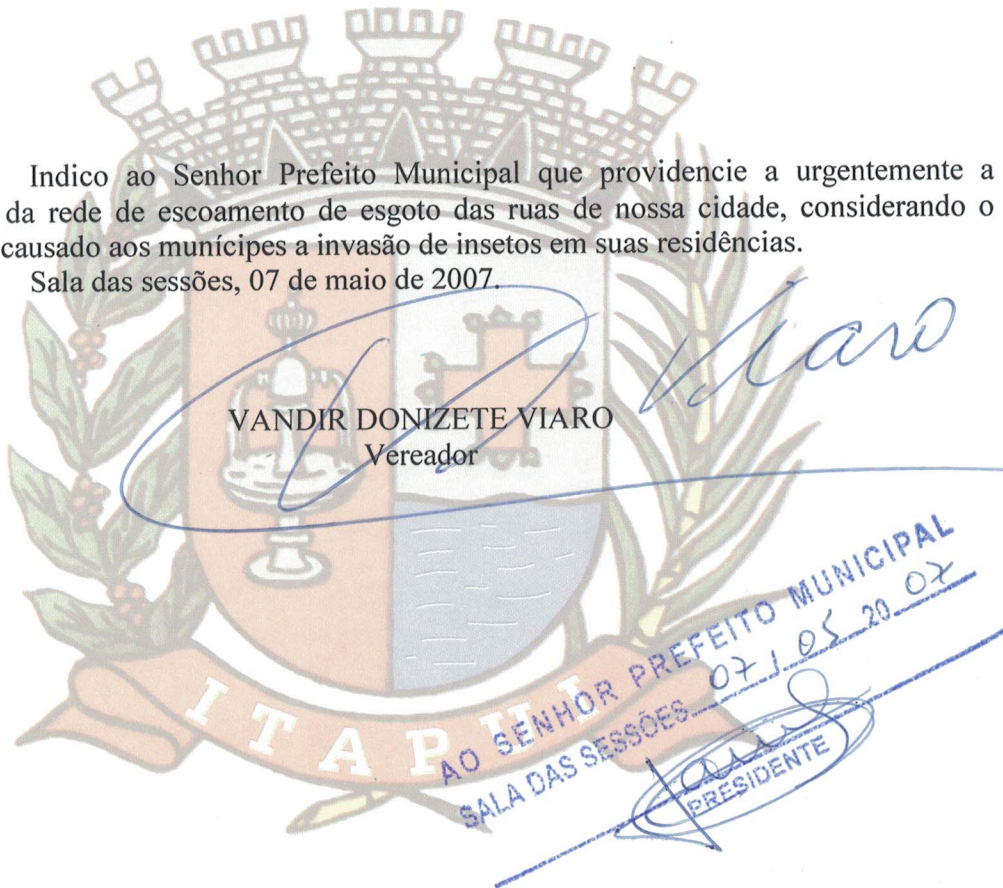 Indico ao Senhor Prefeito Municipal que providencie a urgentemente a
da rede de escoamento de esgoto das ruas de nossa cidade, considerando o
causado aos munícipes a invasão de insetos em suas residências.
Sala das sessões, 07 de maio de 2007.
Viaro
VANDIR DONIZETE VIARO
Vereador
ITAPUI
AO SENHOR PREFEITO MUNICIPAL
SALA DAS SESSÕES 07 / 05 20 07
PRESIDENTE